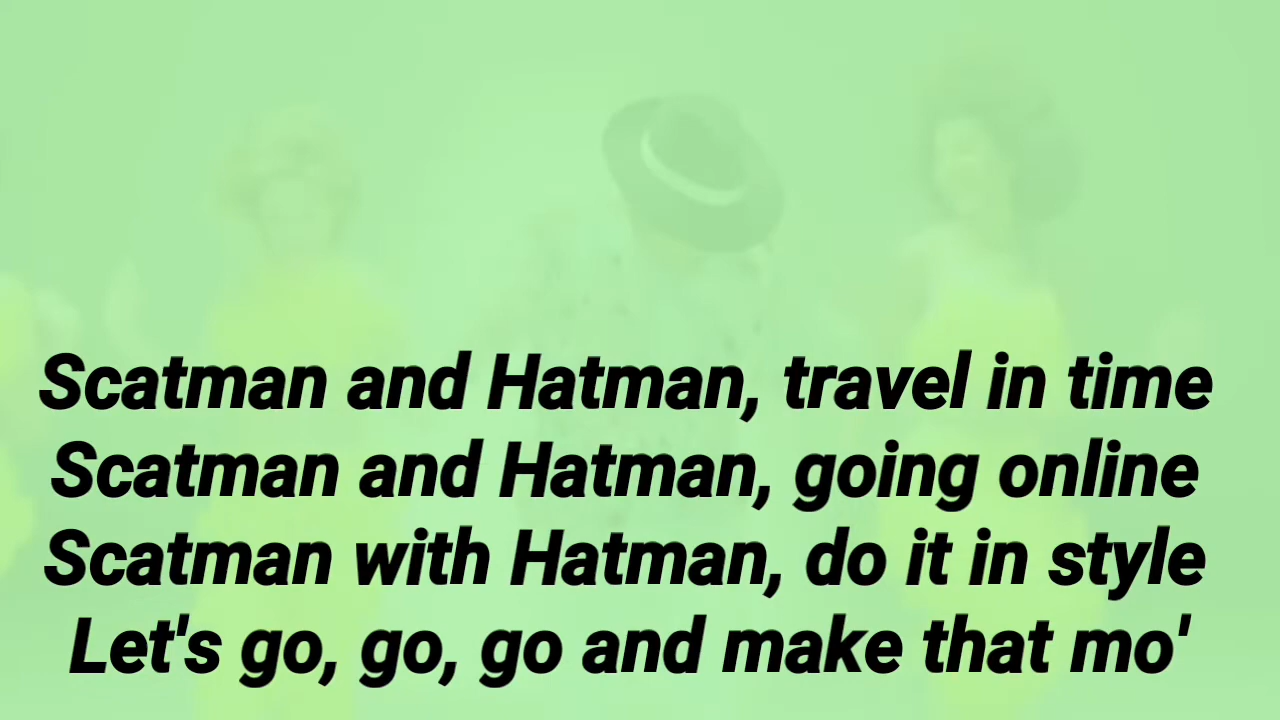 Scatman and Hatman, travel in time
Scatman and Hatman, going online
Scatman with Hatman, do it in style
Let's go, go, go and make that mo'